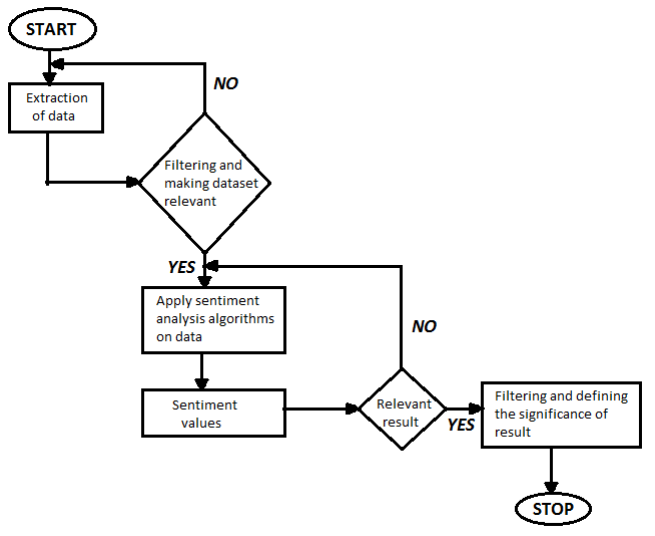 START
NO
Extraction
of data
Filtering and
making dataset
relevant
YES
Apply sentiment
analysis algorithms
on data
NO
Sentiment
values
Relevant
result
YES
Filtering and defining
the significance of
result
STOP